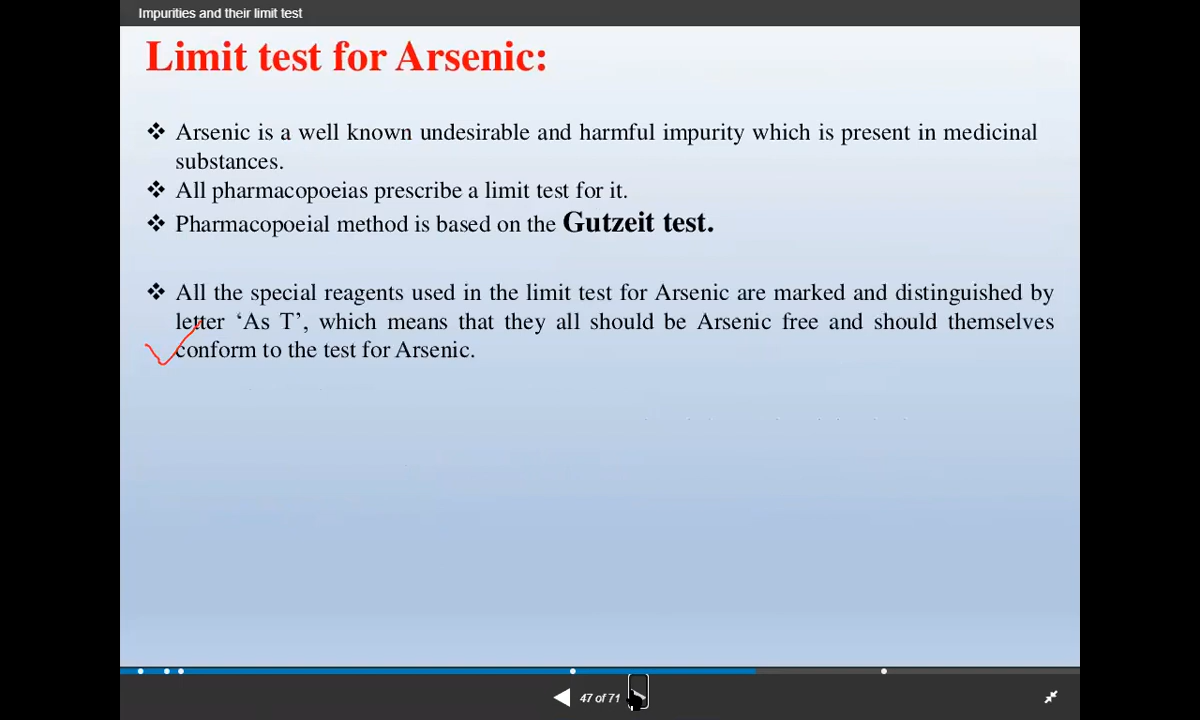 Impurities and their limit test
Limit test for Arsenic:
❖ Arsenic is a well known undesirable and harmful impurity which is present in medicinal
substances.
❖ All pharmacopoeias prescribe a limit test for it.
❖ Pharmacopoeial method is based on the Gutzeit test.
❖ All the special reagents used in the limit test for Arsenic are marked and distinguished by
letter ‘As T’, which means that they all should be Arsenic free and should themselves
conform to the test for Arsenic.
47 of 71